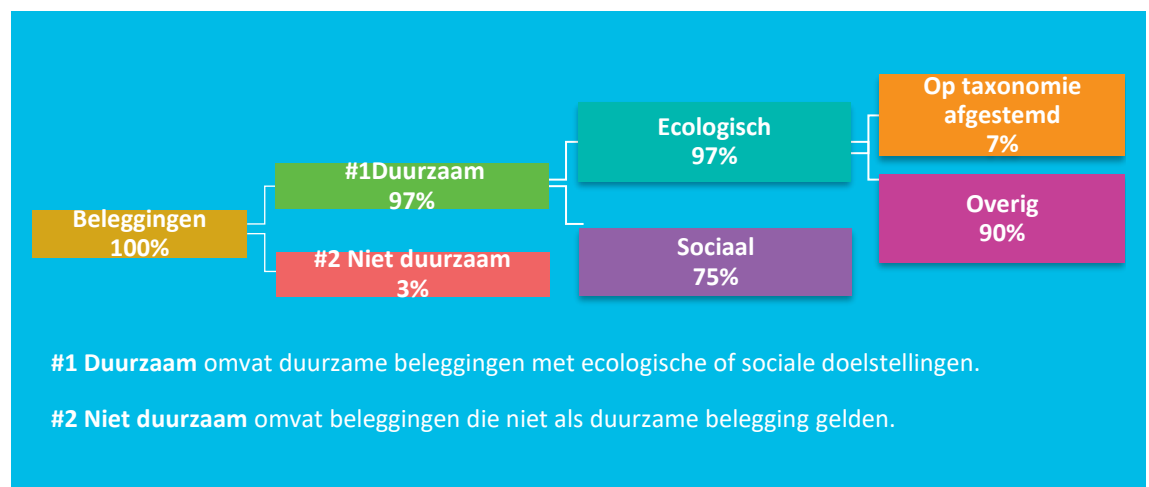 Beleggingen
100%
#1Duurzaam
97%
#2 Niet duurzaam
3%
Ecologisch
97%
Sociaal
75%
Op taxonomie
afgestemd
7%
Overig
90%
#1 Duurzaam omvat duurzame beleggingen met ecologische of sociale doelstellingen.
#2 Niet duurzaam omvat beleggingen die niet als duurzame belegging gelden.